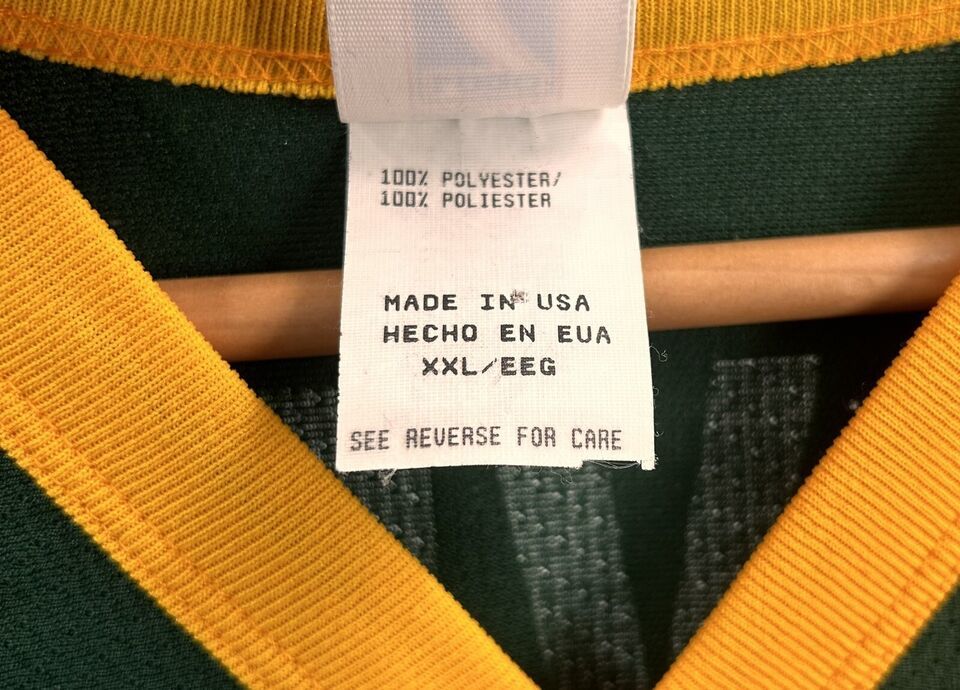 100% POLYESTER/
100% POLIESTER
MADE IN USA
HECHO EN EUA
XXL/EEG
SEE REVERSE FOR CARE